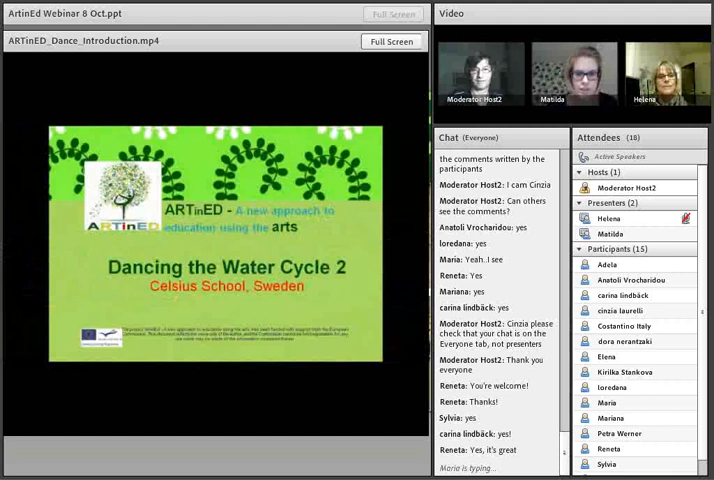 ArtinEd Webinar 8 Oct.ppt
Full Screen
ARTinED_Dance_Introduction.mp4
Full Screen
ARTinED
ARTinED - A new approach to
education using the arts
Dancing the Water Cycle 2
Celsius School, Sweden
Video
Moderator Host2
Matilda
Helena
Chat (Everyone)
the comments written by the
participants
Moderator Host2: I am Cinzia
Moderator Host2: Can others
see the comments?
Anatoli Vrocharidou: yes
loredana: yes
Maria: Yeah..I see
Reneta: Yes
Mariana: yes
carina lindbäck: yes
Moderator Host2: Cinzia please
check that your chat is on the
Everyone tab, not presenters
Moderator Host2: Thank you
everyone
Reneta: You're welcome!
Reneta: Thanks!
Sylvia: yes
carina lindbäck: yes!
Reneta: Yes, it's great
Maria is typing...
Attendees (18)
Active Speakers
Hosts (1)
Moderator Host2
Presenters (2)
Helena
Matilda
Participants (15)
Adela
Anatoli Vrocharidou
carina lindbäck
cinzia laurelli
Costantino Italy
dora nerantzaki
Elena
Kirilka Stankova
loredana
Maria
Mariana
Petra Werner
Reneta
Sylvia